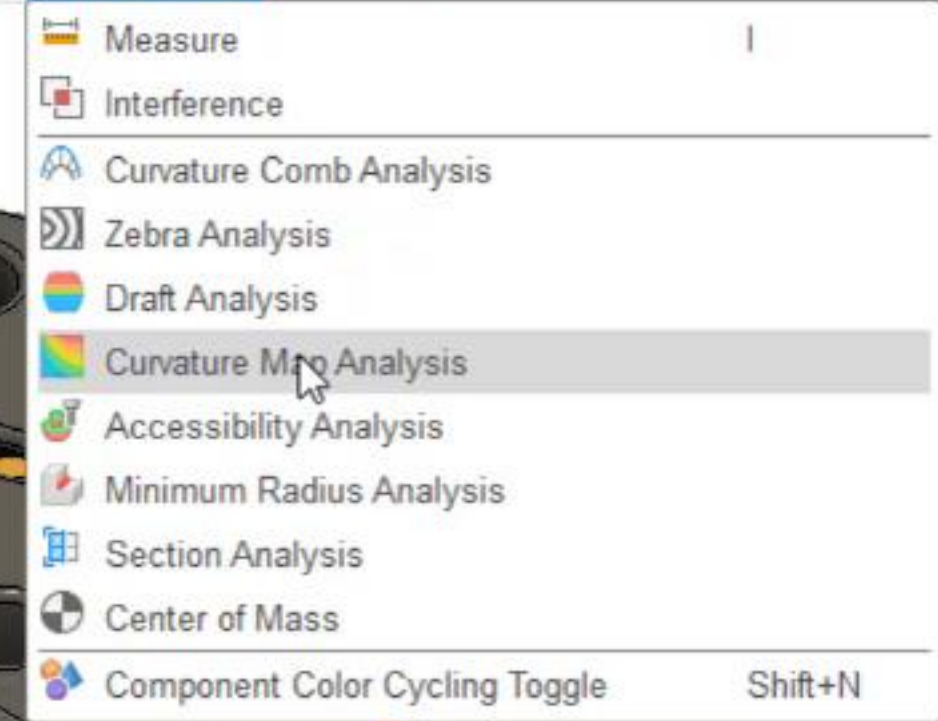 Measure I
Interference
Curvature Comb Analysis
Zebra Analysis
Draft Analysis
Curvature Map Analysis
Accessibility Analysis
Minimum Radius Analysis
Section Analysis
Center of Mass
Component Color Cycling Toggle Shift+N